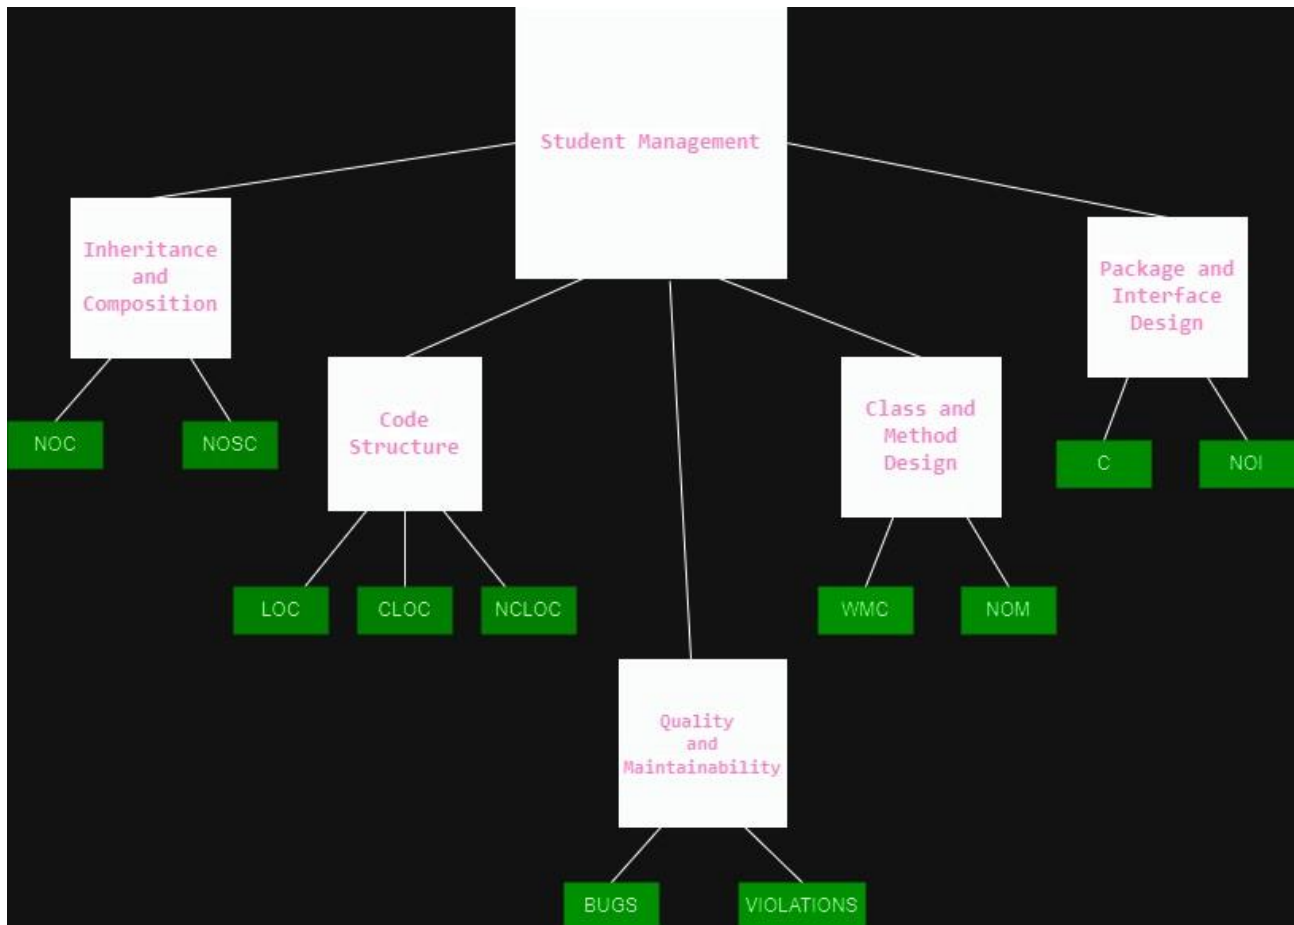 Student Management
Inheritance
and
Composition
Package and
Interface
Design
Code
Structure
Class and
Method
Design
NOC
NOSC
C
NOI
LOC
CLOC
NCLOC
WMC
NOM
Quality
and
Maintainability
BUGS
VIOLATIONS